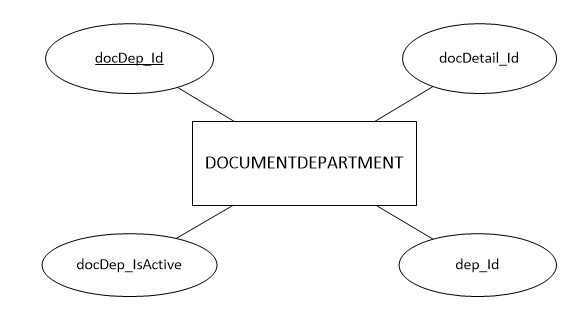 docDep_Id
docDetail_Id
DOCUMENTDEPARTMENT
docDep_IsActive
dep_Id